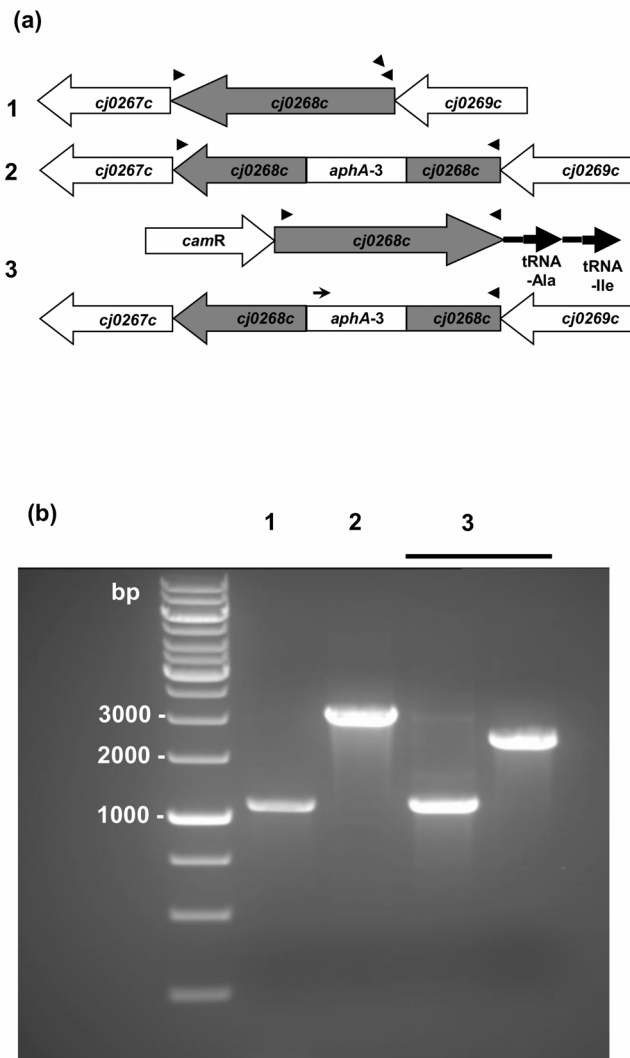 (a)
1
cj0267c cj0268c cj0269c
2
cj0267c cj0268c aphA-3 cj0268c cj0269c
3
camR cj0268c
tRNA
-Ala
tRNA
-Ile
cj0267c cj0268c aphA-3 cj0268c cj0269c
(b)
1 2 3
bp
3000 -
2000 -
1000 -